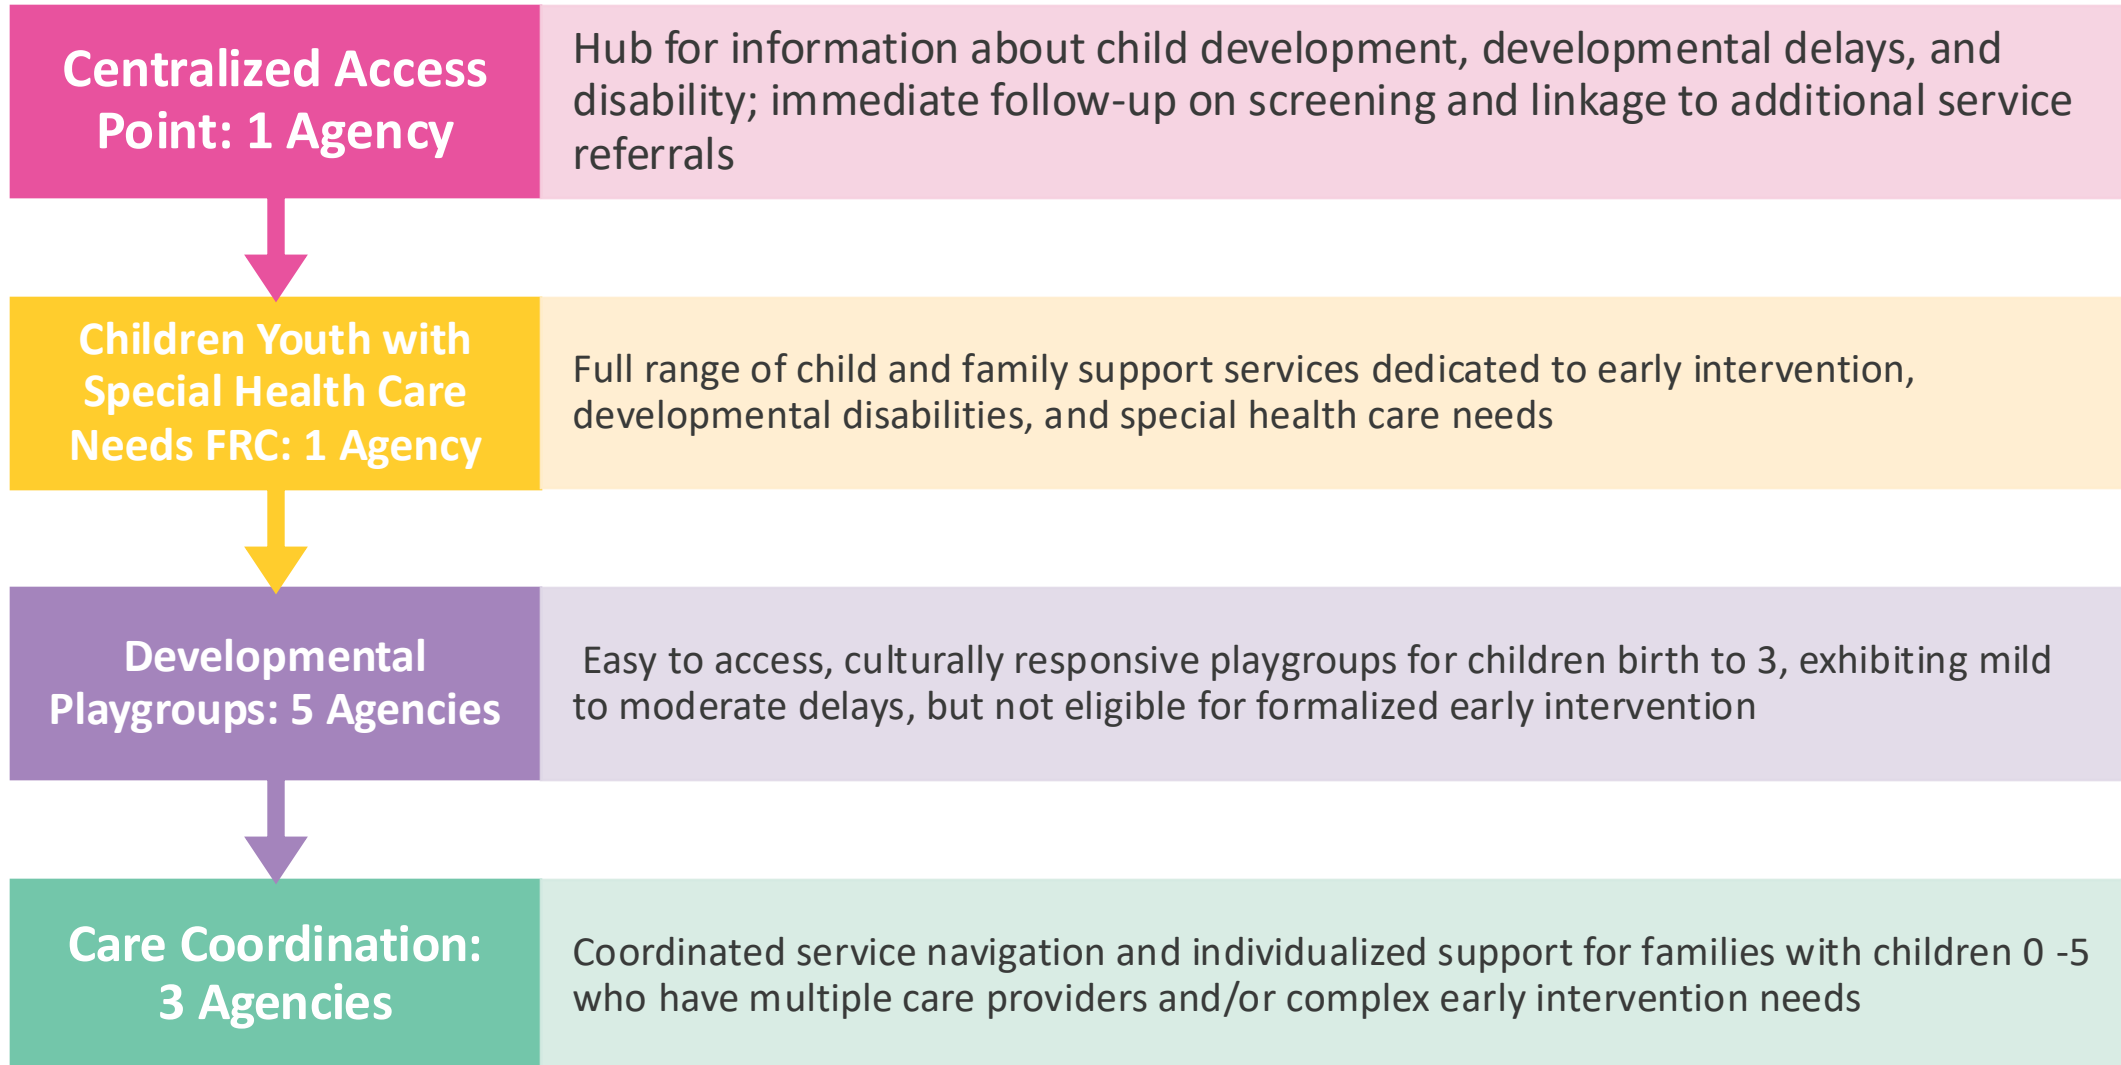 Centralized Access
Point: 1 Agency
Hub for information about child development, developmental delays, and
disability; immediate follow-up on screening and linkage to additional service
referrals
Children Youth with
Special Health Care
Needs FRC: 1 Agency
Full range of child and family support services dedicated to early intervention,
developmental disabilities, and special health care needs
Developmental
Playgroups: 5 Agencies
Easy to access, culturally responsive playgroups for children birth to 3, exhibiting mild
to moderate delays, but not eligible for formalized early intervention
Care Coordination:
3 Agencies
Coordinated service navigation and individualized support for families with children 0 -5
who have multiple care providers and/or complex early intervention needs